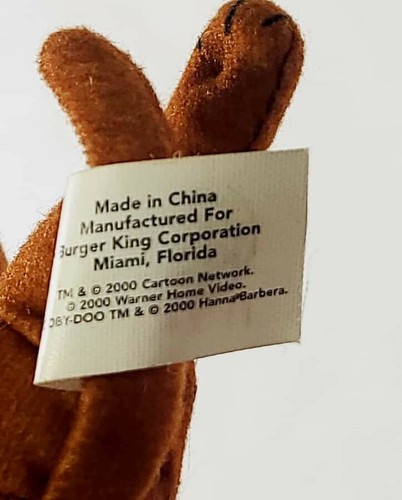 Made in China
Manufactured For
Burger King Corporation
Miami, Florida
TM & © 2000 Cartoon Network.
© 2000 Warner Home Video.
OBY-DOO TM & © 2000 Hanna-Barbera.